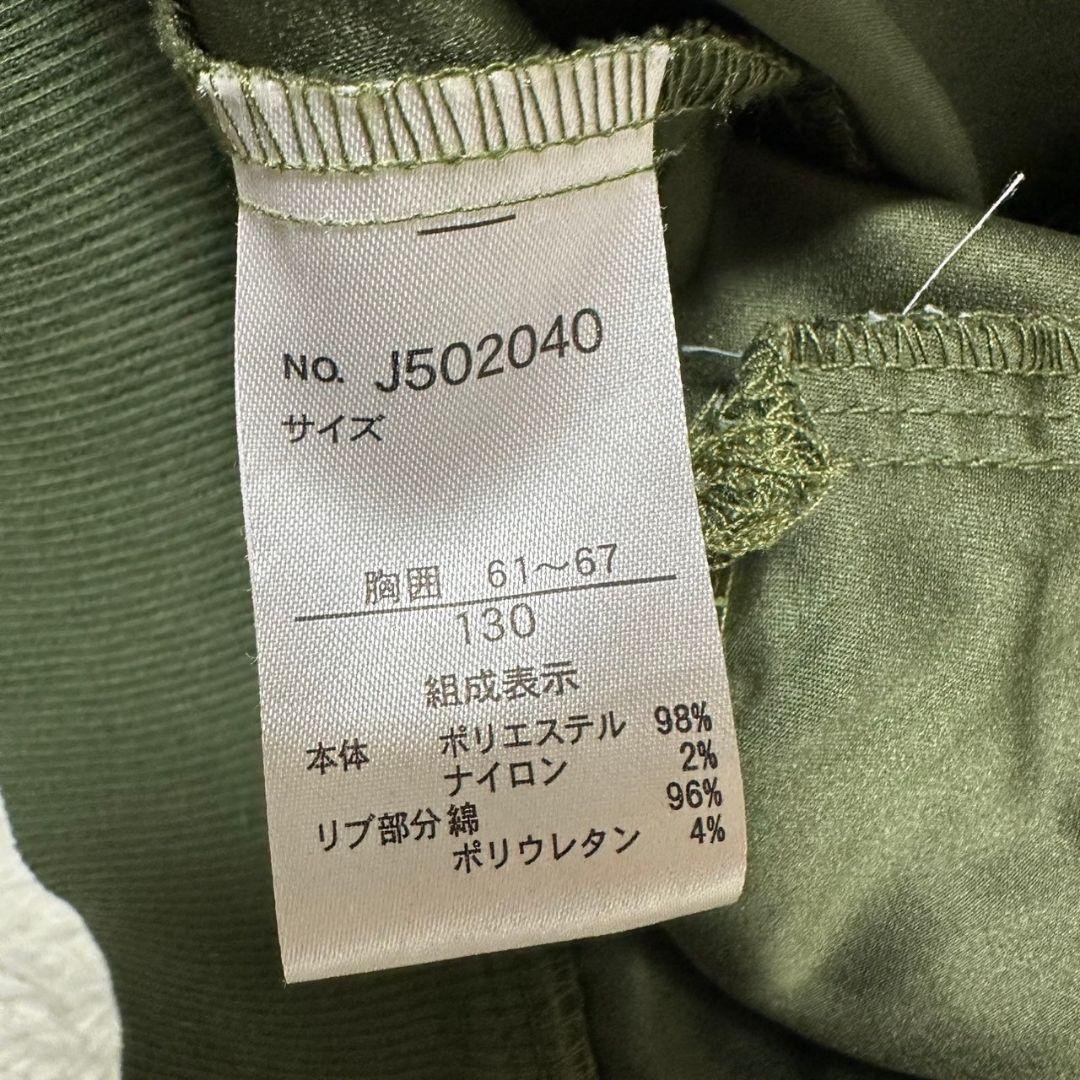 NO. J502040
サイズ
胸囲 61〜67
130
組成表示
本体 ポリエステル 98%
ナイロン 2%
リブ部分 綿 96%
ポリウレタン 4%